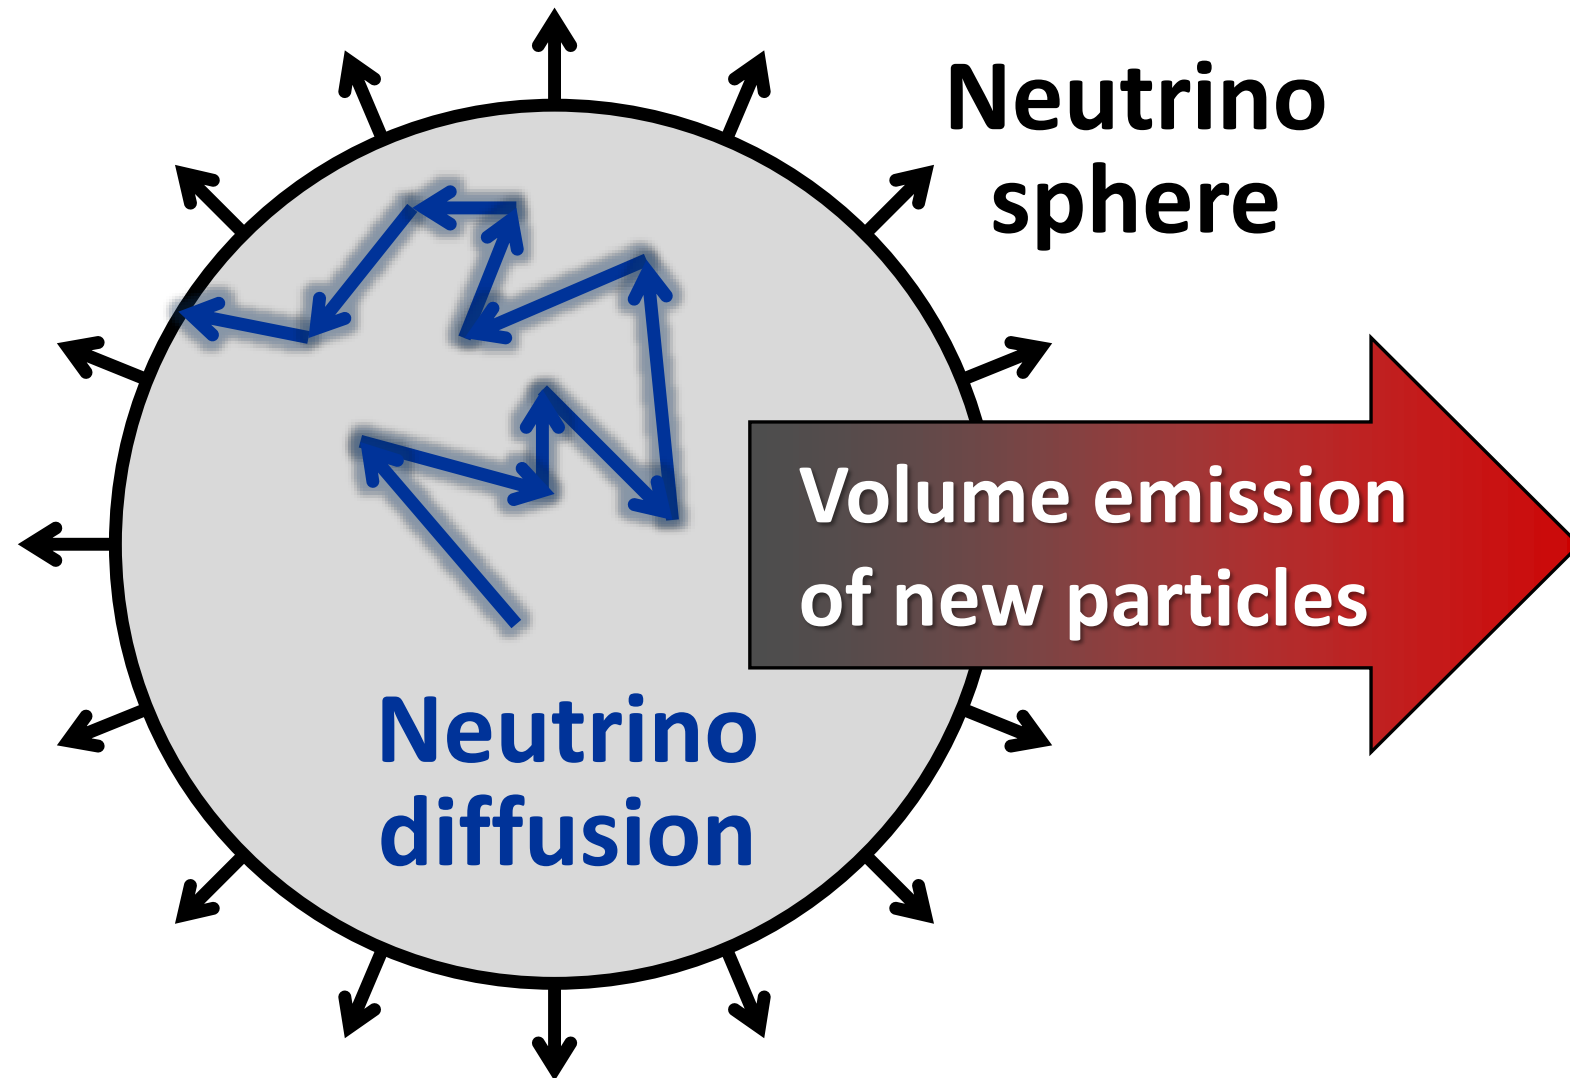 Neutrino
sphere
Volume emission
of new particles
Neutrino
diffusion